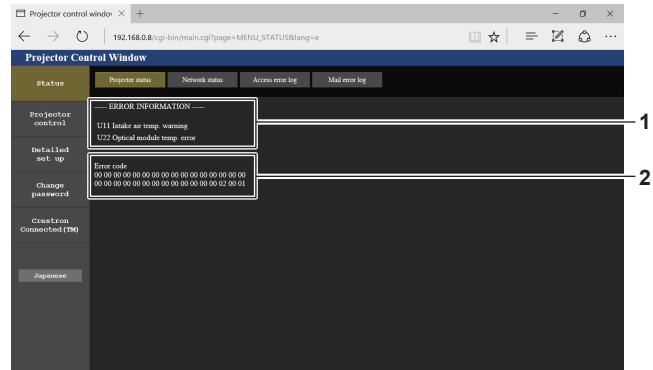 Projector control window
192.168.0.8/cgi-bin/main.cgi?page=MENU_STATUS&lang=e
Projector Control Window
Status
Projector status
Network status
Access error log
Mail error log
Projector
control
Detailed
set up
Change
password
Crestron
Connected(TM)
Japanese
----- ERROR INFORMATION -----
U11 Intake air temp. warning
U22 Optical module temp. error
1
Error code
00 00 00 00 00 00 00 00 00 00 00 00 00 00 00 00
00 00 00 00 00 00 00 00 00 00 00 00 00 02 00 01
2